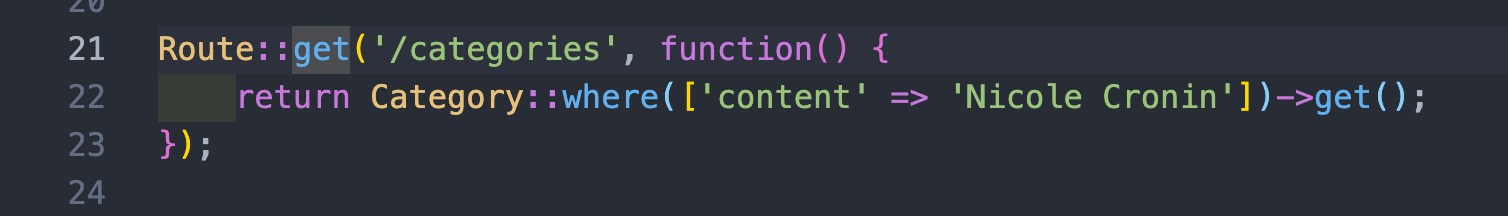 20
21 Route::get('/categories', function() {
22 return Category::where(['content' => 'Nicole Cronin'])->get();
23 });
24